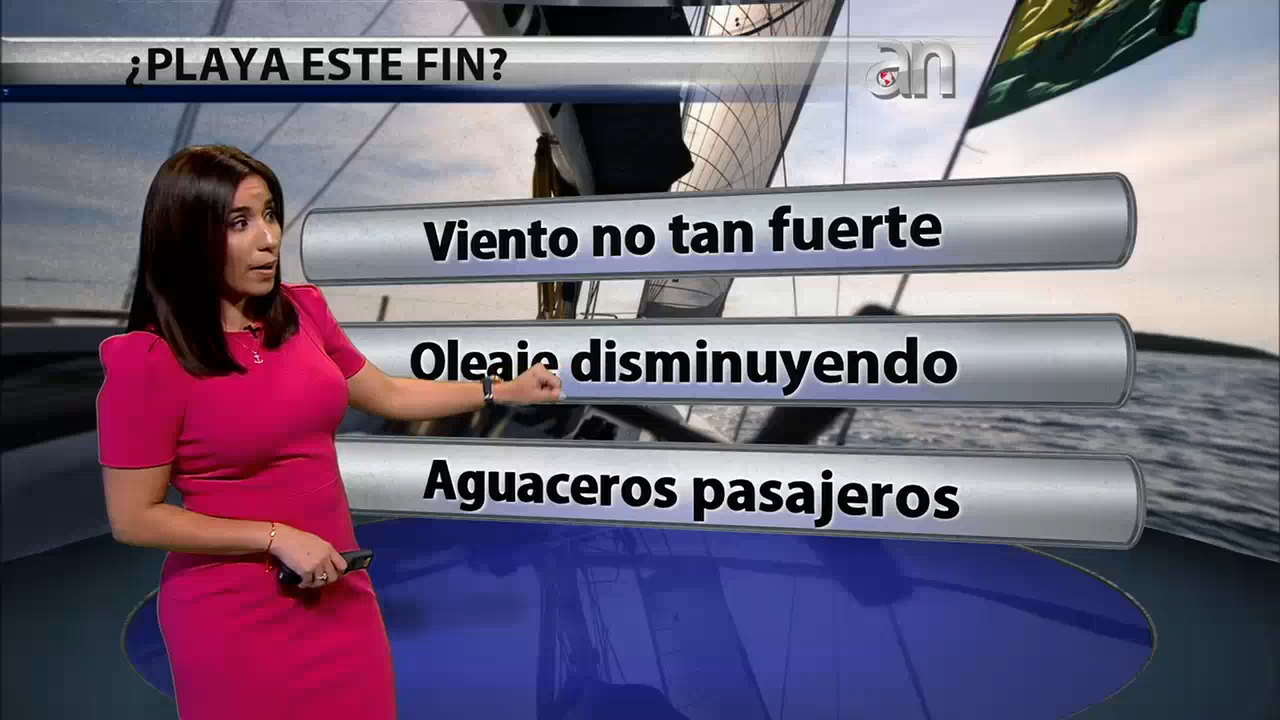 ¿PLAYA ESTE FIN?
an
Viento no tan fuerte
Oleaje disminuyendo
Aguaceros pasajeros